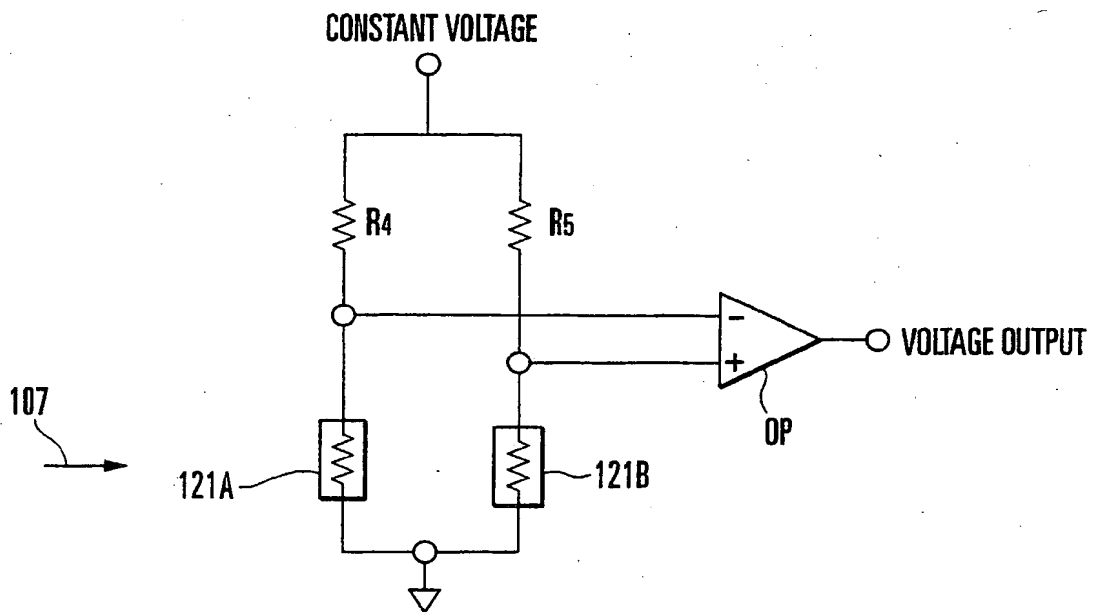 CONSTANT VOLTAGE
R4
R5
-
+
VOLTAGE OUTPUT
OP
107
121A
121B